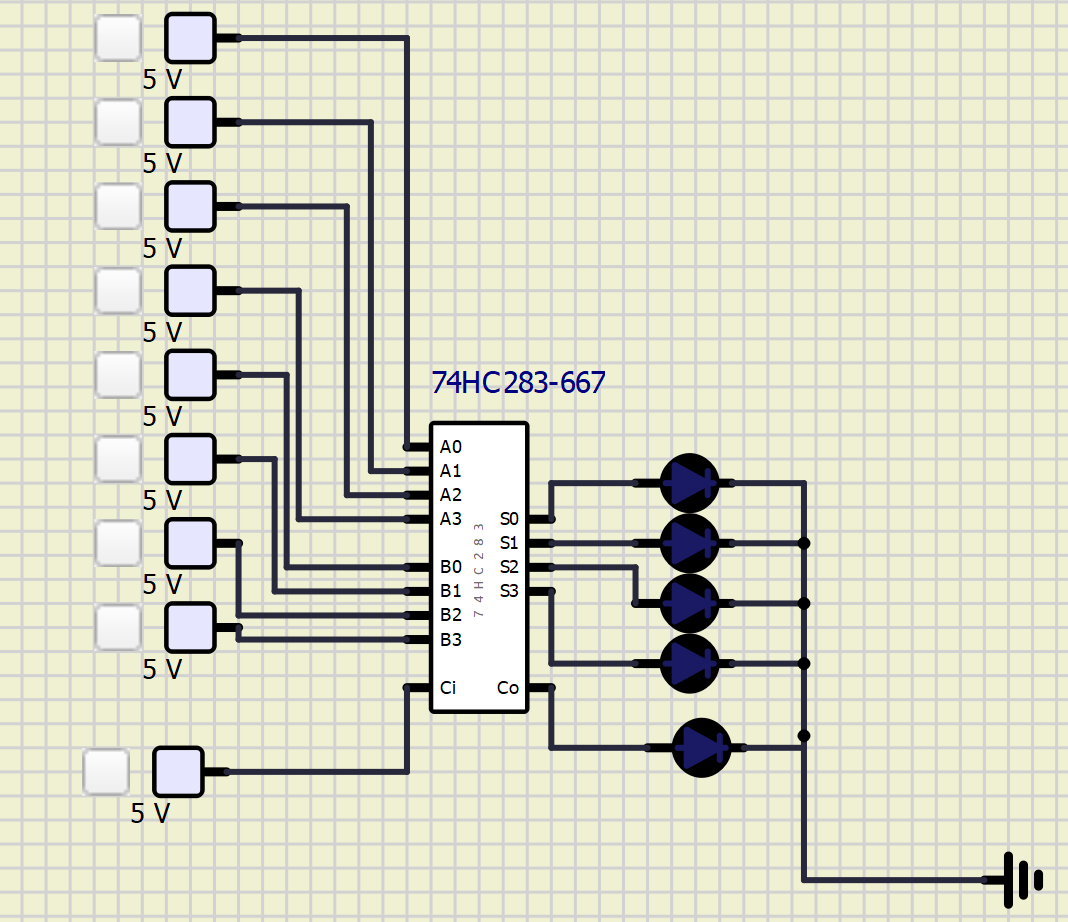 5 V
5 V
5 V
5 V
5 V
5 V
5 V
5 V
5 V
74HC283-667
74HC283
A0
A1
A2
A3
B0
B1
B2
B3
Ci
S0
S1
S2
S3
Co